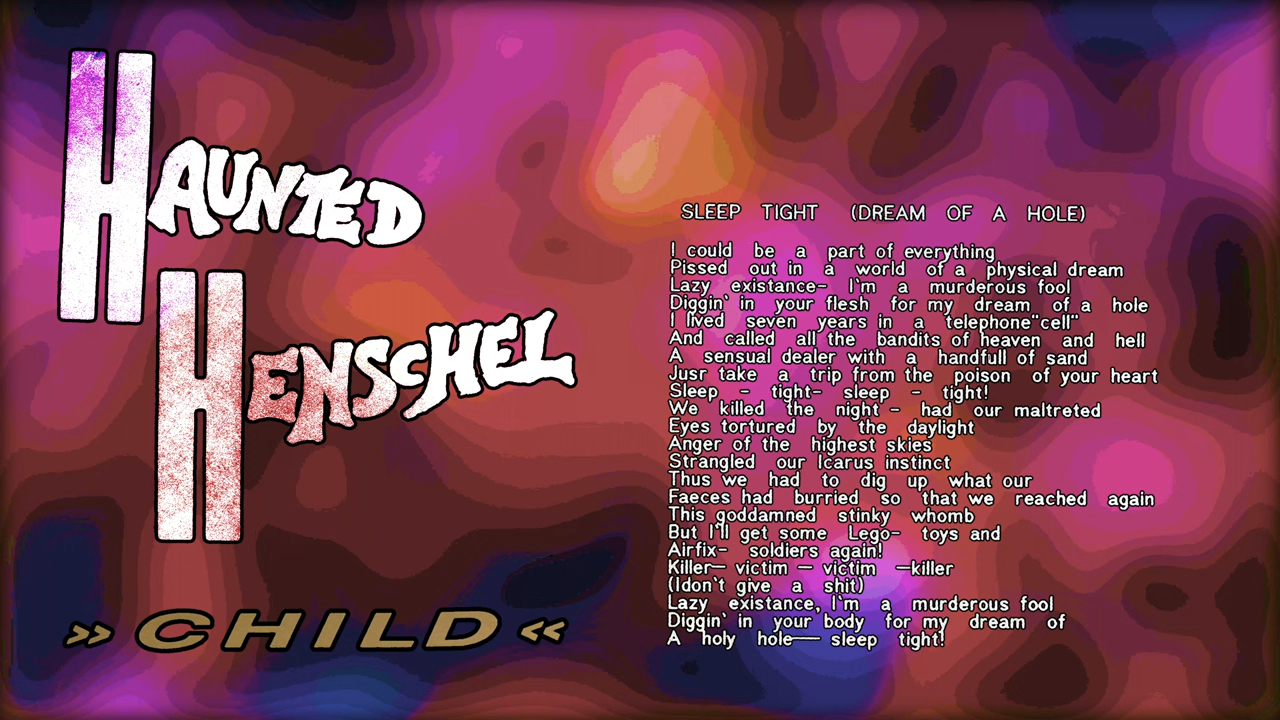 HAUNTED
HENSCHEL
>> CHILD <<
SLEEP TIGHT (DREAM OF A HOLE)
I could be a part of everything
Pissed out in a world of a physical dream
Lazy existance- I'm a murderous fool
Diggin' in your flesh for my dream of a hole
I lived seven years in a telephone"cell"
And called all the bandits of heaven and hell
A sensual dealer with a handfull of sand
Jusr take a trip from the poison of your heart
Sleep - tight- sleep - tight!
We killed the night - had our maltreted
Eyes tortured by the daylight
Anger of the highest skies
Strangled our Icarus instinct
Thus we had to dig up what our
Faeces had burried so that we reached again
This goddamned stinky whomb
But I'll get some Lego- toys and
Airfix- soldiers again!
Killer— victim — victim —killer
(Idon't give a shit)
Lazy existance, I'm a murderous fool
Diggin' in your body for my dream of
A holy hole—— sleep tight!